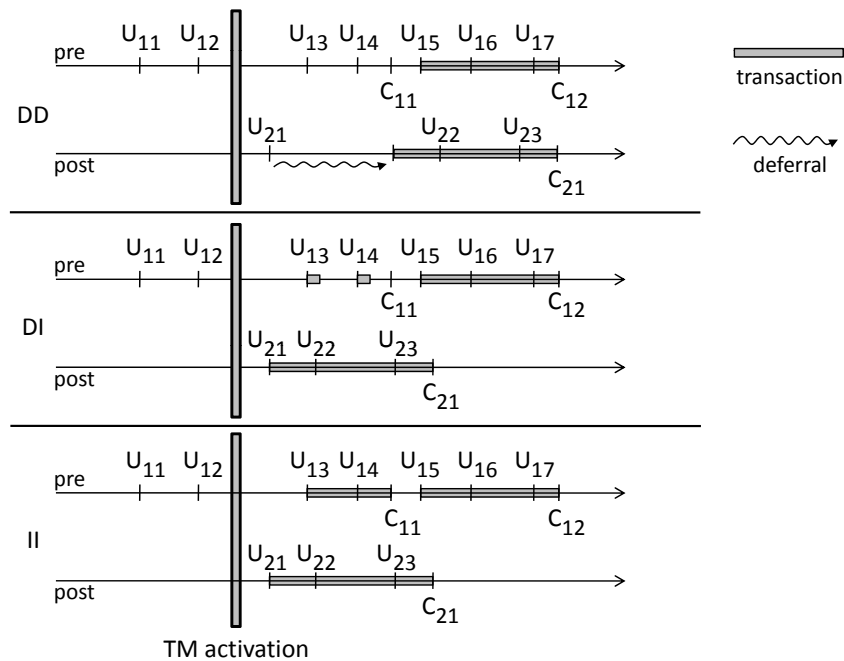 U11 U12 U13 U14 U15 U16 U17
pre
C11 C12
transaction
DD
U21 U22 U23
post
C21
deferral
U11 U12 U13 U14 U15 U16 U17
pre
C11 C12
DI
U21 U22 U23
post
C21
U11 U12 U13 U14 U15 U16 U17
pre
C11 C12
II
U21 U22 U23
post
C21
TM activation